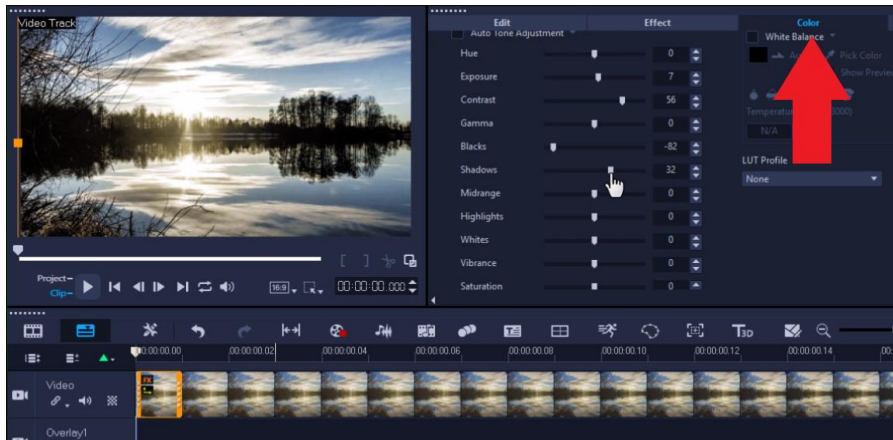 Video Track
Edit
Effect
Color
Auto Tone Adjustment
White Balance
Hue
0
Pick Color
Exposure
7
Show Preview
Contrast
56
Gamma
0
N/A
Blacks
-82
Shadows
32
LUT Profile
None
Midrange
0
Highlights
0
Whites
0
Vibrance
0
Saturation
0
Project
Clip
16:9
00:00:00.000
T3D
00:00:00.00
00:00:00.02
00:00:00.04
00:00:00.06
00:00:00.08
00:00:00.10
00:00:00.12
00:00:00.14
Video
FX
Overlay1